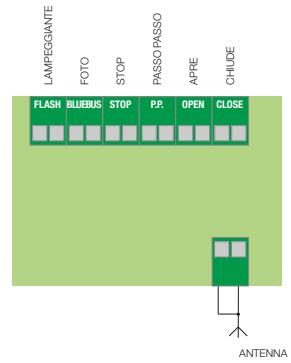 LAMPEGGIANTE
FOTO
STOP
PASSO PASSO
APRE
CHIUDE
FLASH BLUEBUS STOP P.P. OPEN CLOSE
ANTENNA